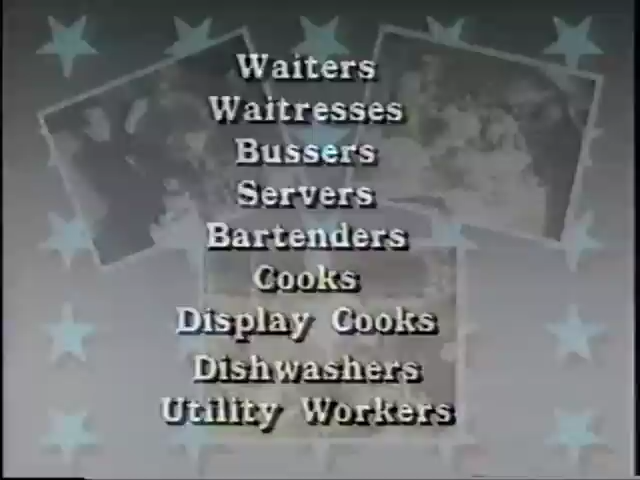 Waiters
Waitresses
Bussers
Servers
Bartenders
Cooks
Display Cooks
Dishwashers
Utility Workers